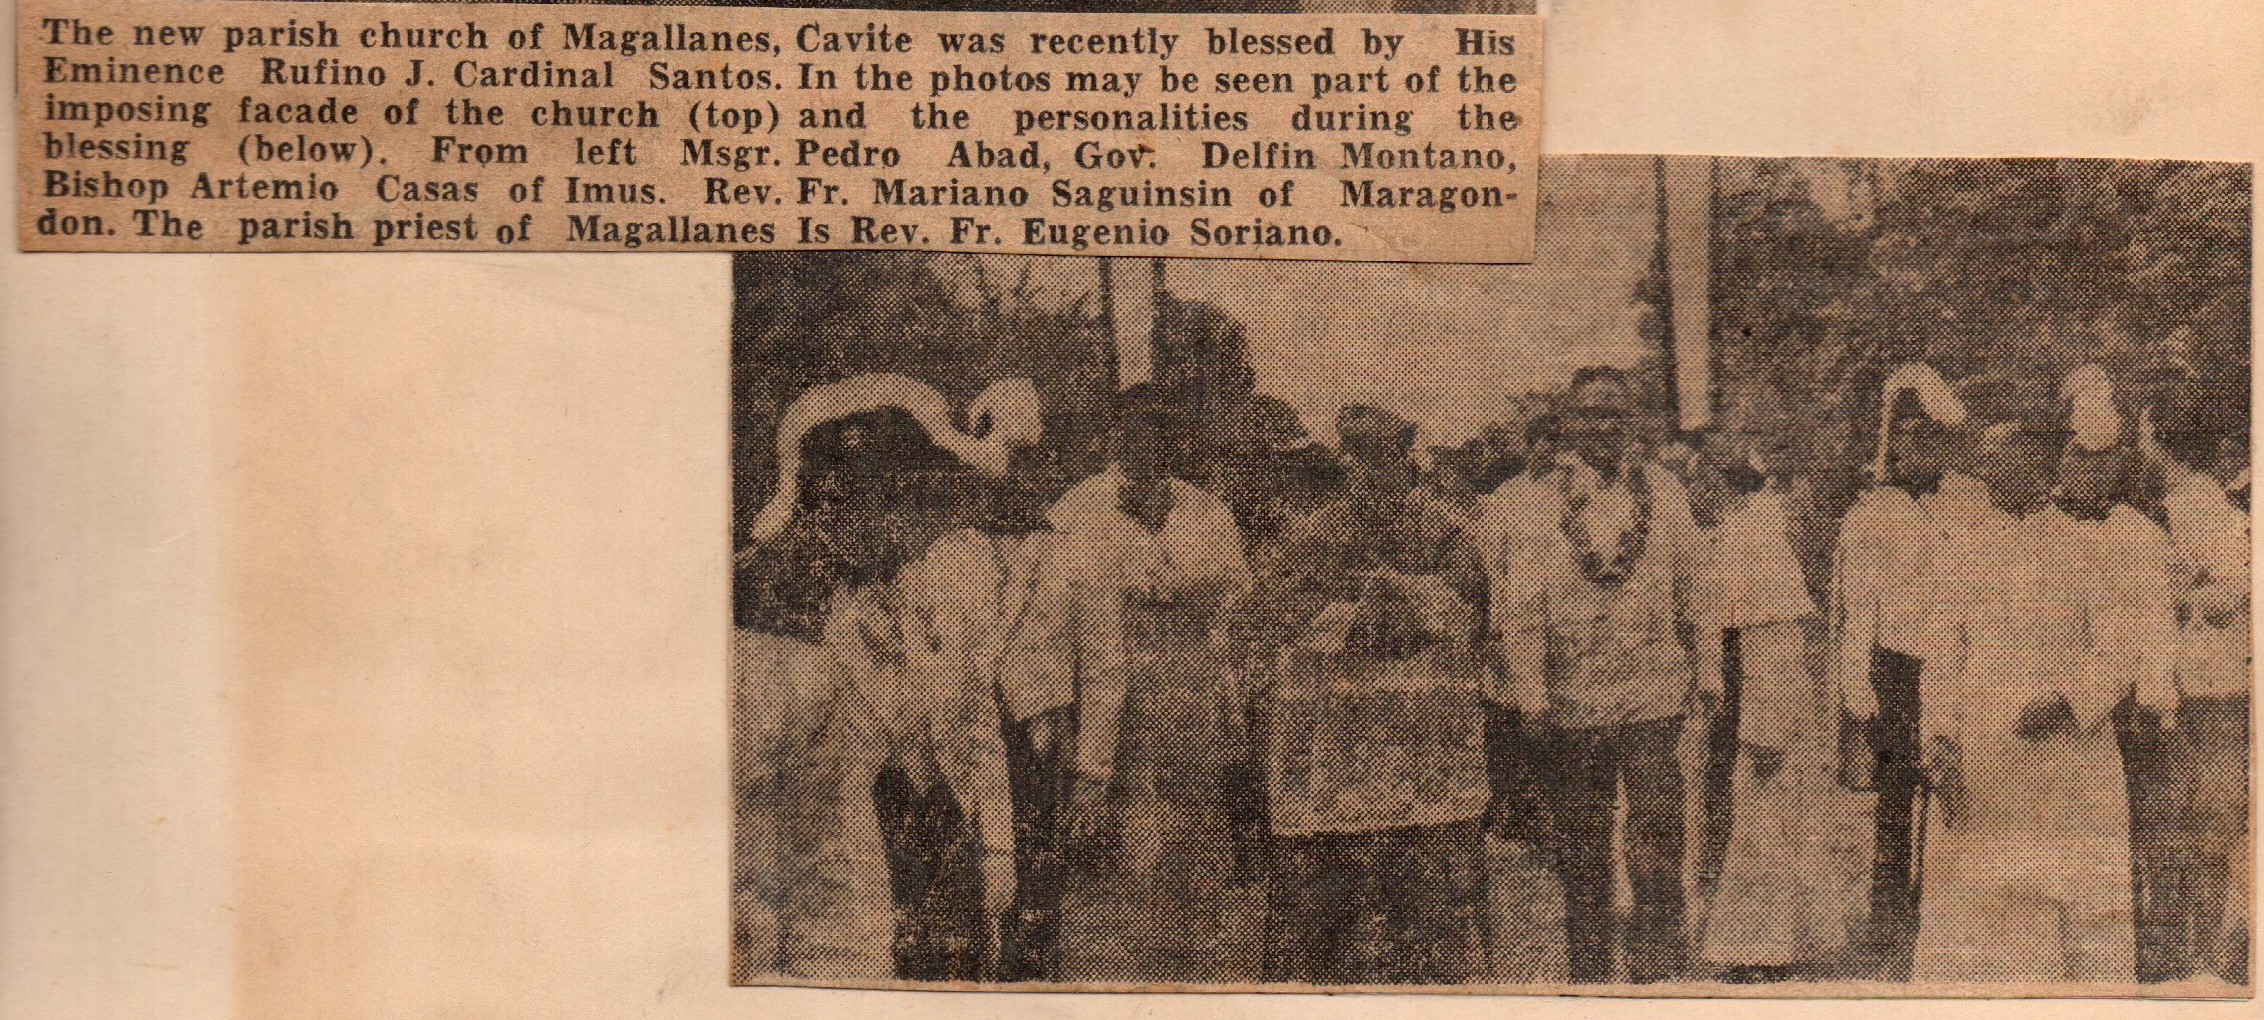 The new parish church of Magallanes, Cavite was recently blessed by His
Eminence Rufino J. Cardinal Santos. In the photos may be seen part of the
imposing facade of the church (top) and the personalities during the
blessing (below). From left Msgr. Pedro Abad, Gov. Delfin Montano,
Bishop Artemio Casas of Imus. Rev. Fr. Mariano Saguinsin of Maragon-
don. The parish priest of Magallanes Is Rev. Fr. Eugenio Soriano.